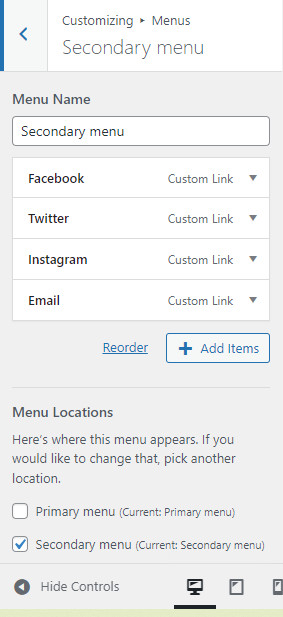 Customizing ▸ Menus
Secondary menu
Menu Name
Secondary menu
Facebook Custom Link
Twitter Custom Link
Instagram Custom Link
Email Custom Link
Reorder + Add Items
Menu Locations
Here's where this menu appears. If you
would like to change that, pick another
location.
Primary menu (Current: Primary menu)
Secondary menu (Current: Secondary menu)
Hide Controls